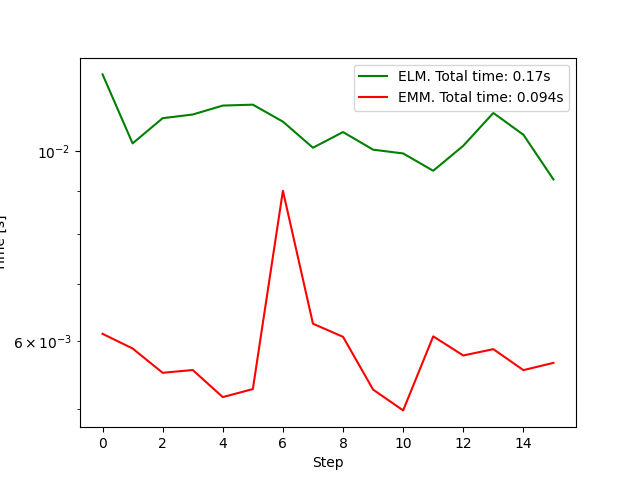 ELM. Total time: 0.17s
EMM. Total time: 0.094s
10⁻²
6 × 10⁻³
0 2 4 6 8 10 12 14
Step